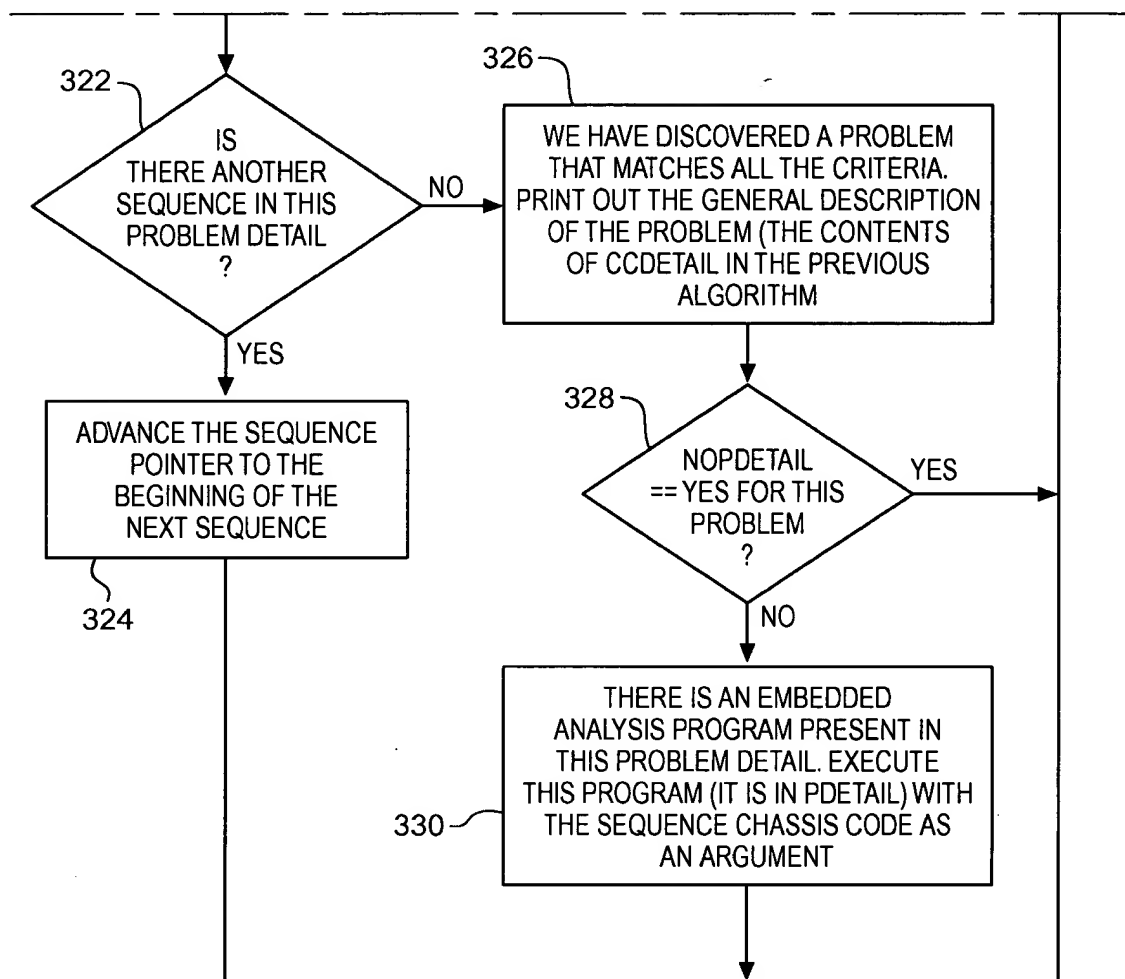 322
IS
THERE ANOTHER
SEQUENCE IN THIS
PROBLEM DETAIL
?
NO
YES
326
WE HAVE DISCOVERED A PROBLEM
THAT MATCHES ALL THE CRITERIA.
PRINT OUT THE GENERAL DESCRIPTION
OF THE PROBLEM (THE CONTENTS
OF CCDETAIL IN THE PREVIOUS
ALGORITHM
ADVANCE THE SEQUENCE
POINTER TO THE
BEGINNING OF THE
NEXT SEQUENCE
324
328
NOPDETAIL
== YES FOR THIS
PROBLEM
?
YES
NO
THERE IS AN EMBEDDED
ANALYSIS PROGRAM PRESENT IN
THIS PROBLEM DETAIL. EXECUTE
THIS PROGRAM (IT IS IN PDETAIL) WITH
THE SEQUENCE CHASSIS CODE AS
AN ARGUMENT
330